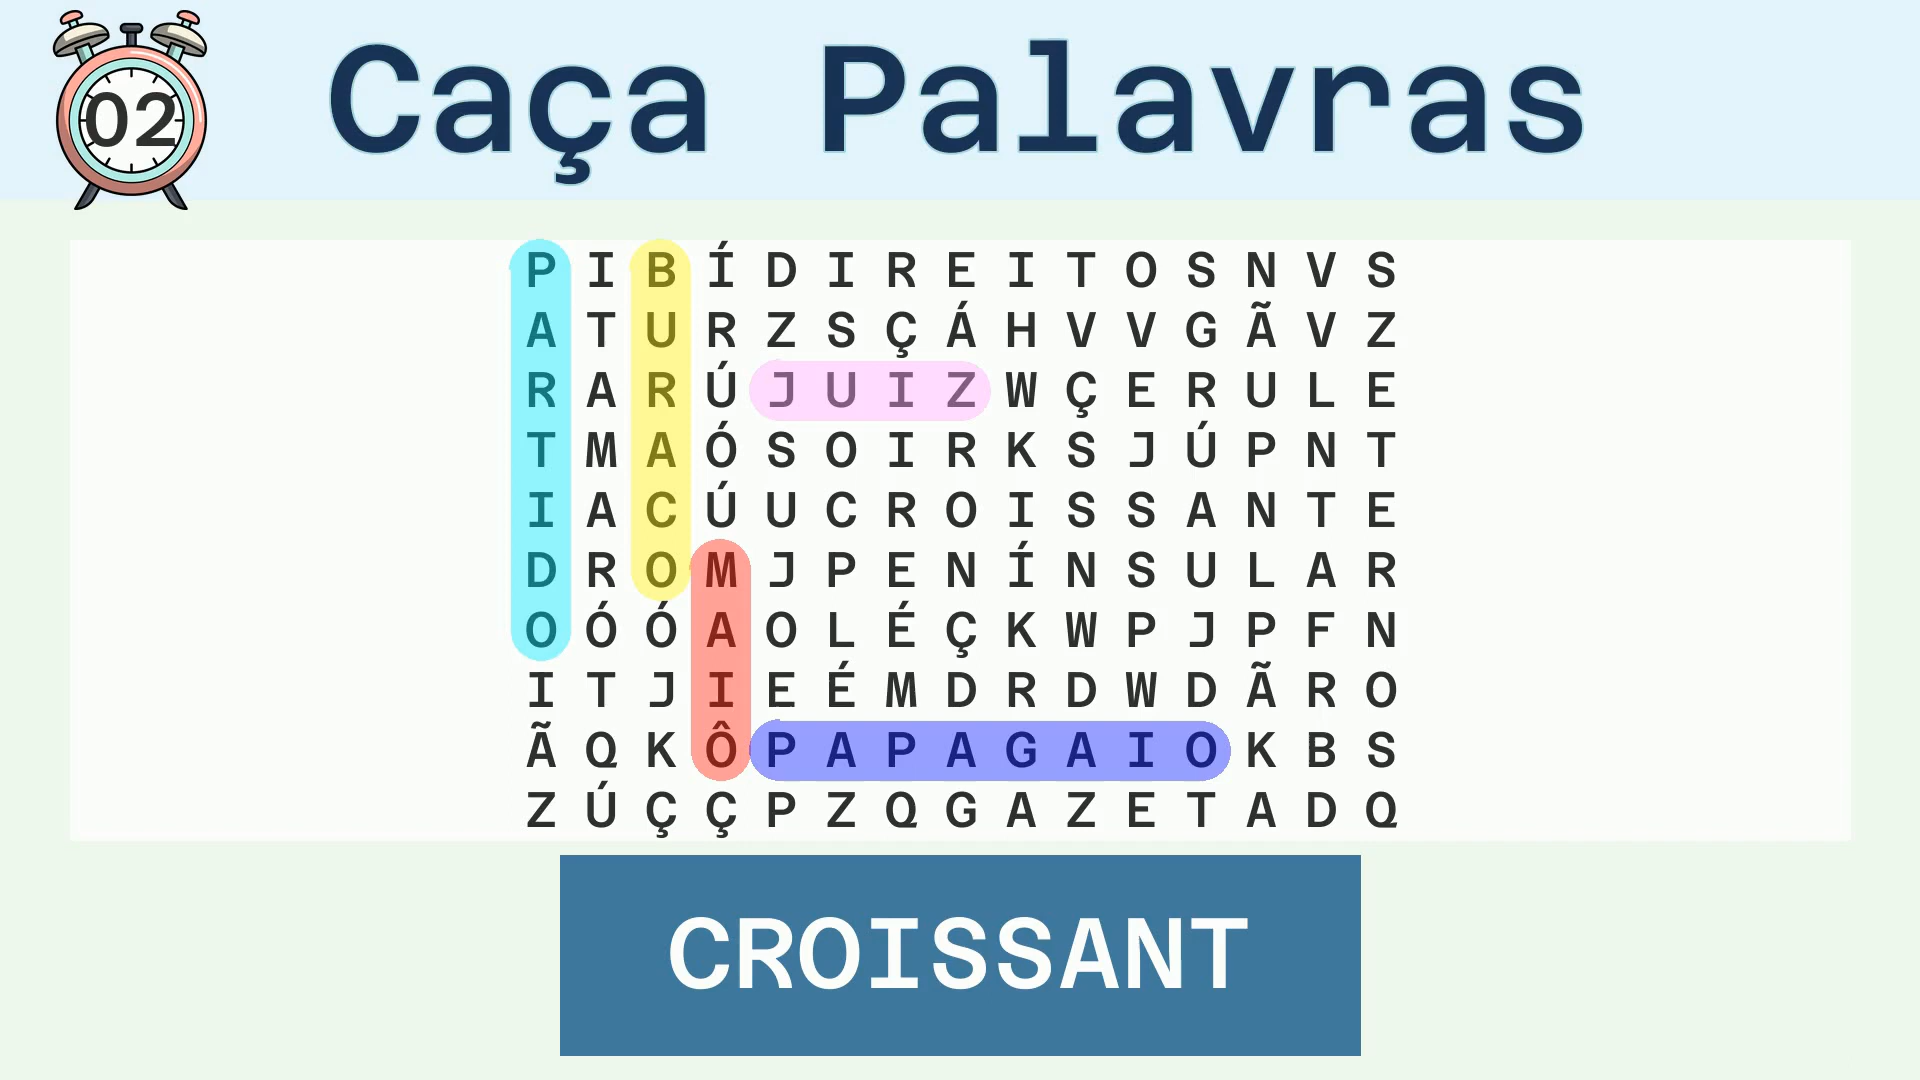 02
Caça Palavras
P I B Í D I R E I T O S N V S
A T U R Z S Ç Á H V V G Ã V Z
R A R Ú J U I Z W Ç E R U L E
T M A Ó S O I R K S J Ú P N T
I A C Ú U C R O I S S A N T E
D R O M J P E N Í N S U L A R
O Ó Ó A O L É Ç K W P J P F N
I T J I E É M D R D W D Ã R O
Ã Q K Ô P A P A G A I O K B S
Z Ú Ç Ç P Z Q G A Z E T A D Q
CROISSANT